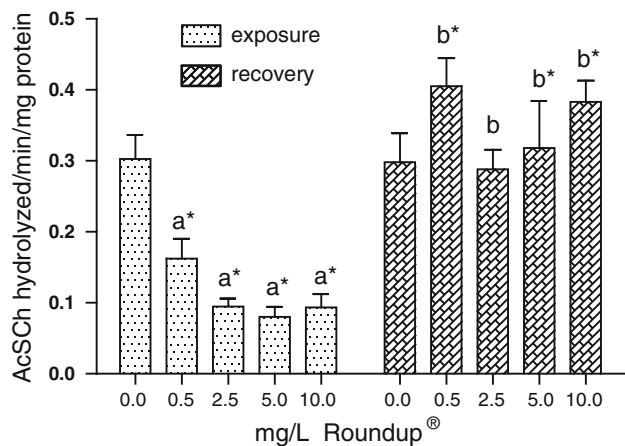 exposure
recovery
AcSCh hydrolyzed/min/mg protein
0.5
0.4
0.3
0.2
0.1
0.0
a* a* a* a*
b* b b* b*
0.0 0.5 2.5 5.0 10.0 0.0 0.5 2.5 5.0 10.0
mg/L Roundup®